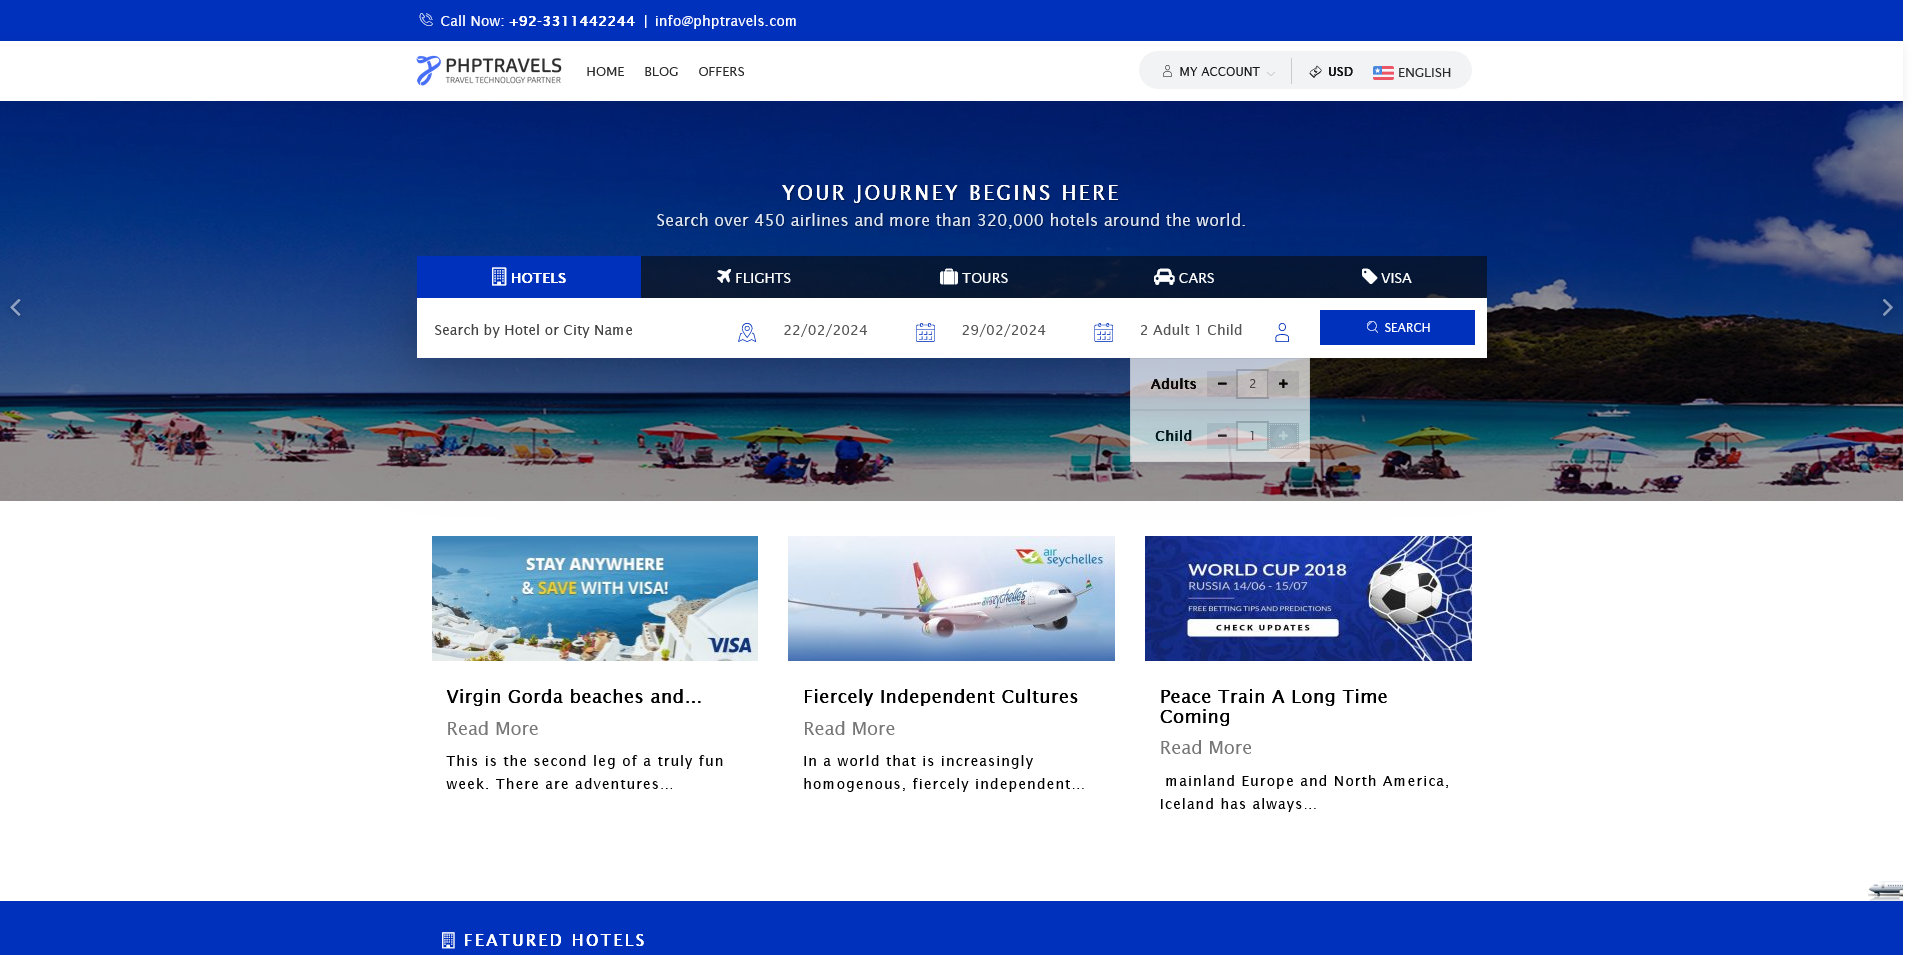 Call Now: +92-3311442244 | info@phptravels.com
PHPTRAVELS
TRAVEL TECHNOLOGY PARTNER
HOME BLOG OFFERS
MY ACCOUNT USD ENGLISH
YOUR JOURNEY BEGINS HERE
Search over 450 airlines and more than 320,000 hotels around the world.
HOTELS FLIGHTS TOURS CARS VISA
Search by Hotel or City Name 22/02/2024 29/02/2024 2 Adult 1 Child SEARCH
Adults 2
Child 1
STAY ANYWHERE
& SAVE WITH VISA!
VISA
air
seychelles
airseychelles
WORLD CUP 2018
RUSSIA 14/06 - 15/07
FREE BETTING TIPS AND PREDICTIONS
CHECK UPDATES
Virgin Gorda beaches and...
Read More
This is the second leg of a truly fun
week. There are adventures...
Fiercely Independent Cultures
Read More
In a world that is increasingly
homogenous, fiercely independent...
Peace Train A Long Time
Coming
Read More
mainland Europe and North America,
Iceland has always...
FEATURED HOTELS